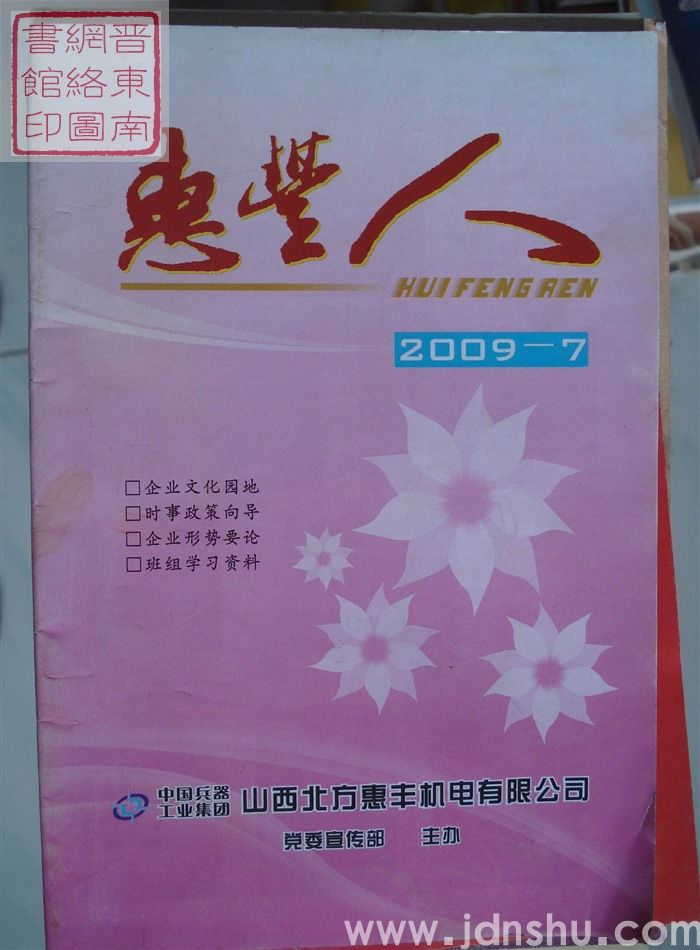 晋东南
網絡圖
書館印
惠豐人
HUI FENG REN
2009－7
□企业文化园地
□时事政策向导
□企业形势要论
□班组学习资料
中国兵器
工业集团
山西北方惠丰机电有限公司
党委宣传部 主办
www.jdnshu.com